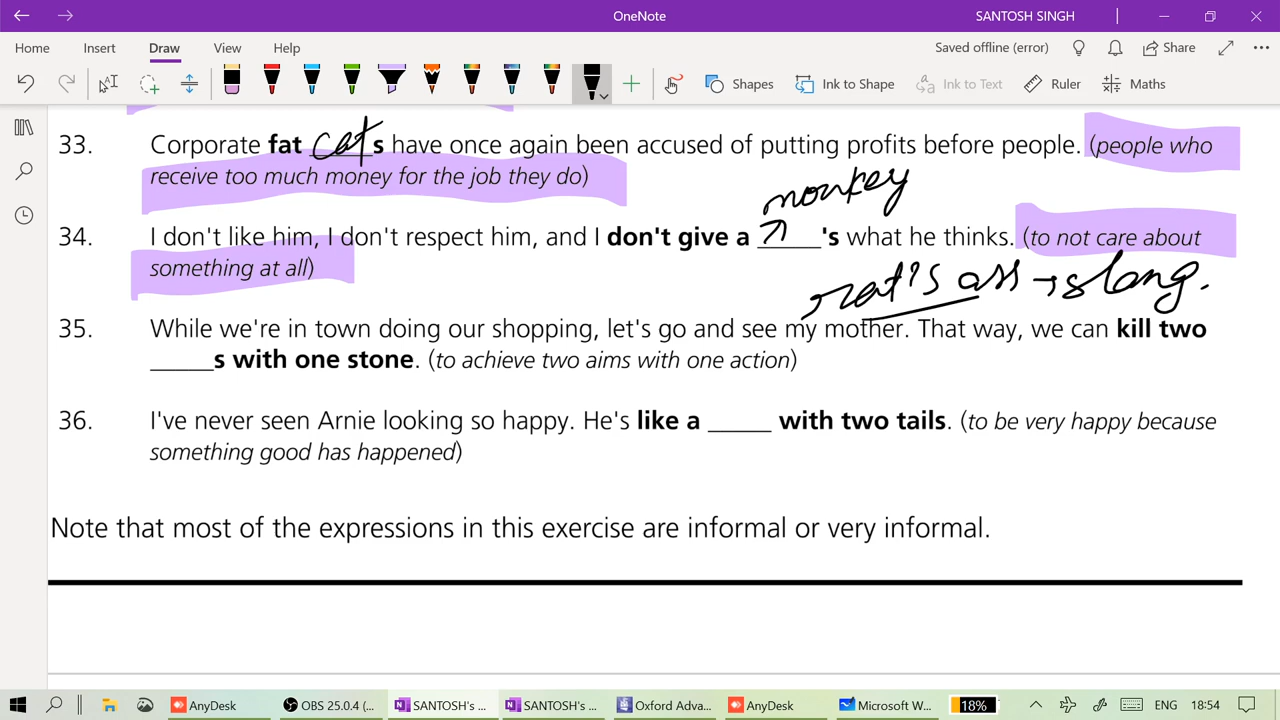 OneNote
SANTOSH SINGH
Home Insert Draw View Help
Saved offline (error) Share
Shapes Ink to Shape Ink to Text Ruler Maths
33. Corporate fat cats have once again been accused of putting profits before people. (people who
receive too much money for the job they do)
monkey
34. I don't like him, I don't respect him, and I don't give a _____'s what he thinks. (to not care about
something at all)
rat's ass → slang.
35. While we're in town doing our shopping, let's go and see my mother. That way, we can kill two
_____s with one stone. (to achieve two aims with one action)
36. I've never seen Arnie looking so happy. He's like a _____ with two tails. (to be very happy because
something good has happened)
Note that most of the expressions in this exercise are informal or very informal.
AnyDesk OBS 25.0.4 (... SANTOSH's ... SANTOSH's ... Oxford Adva... AnyDesk Microsoft W... 18% ENG 18:54